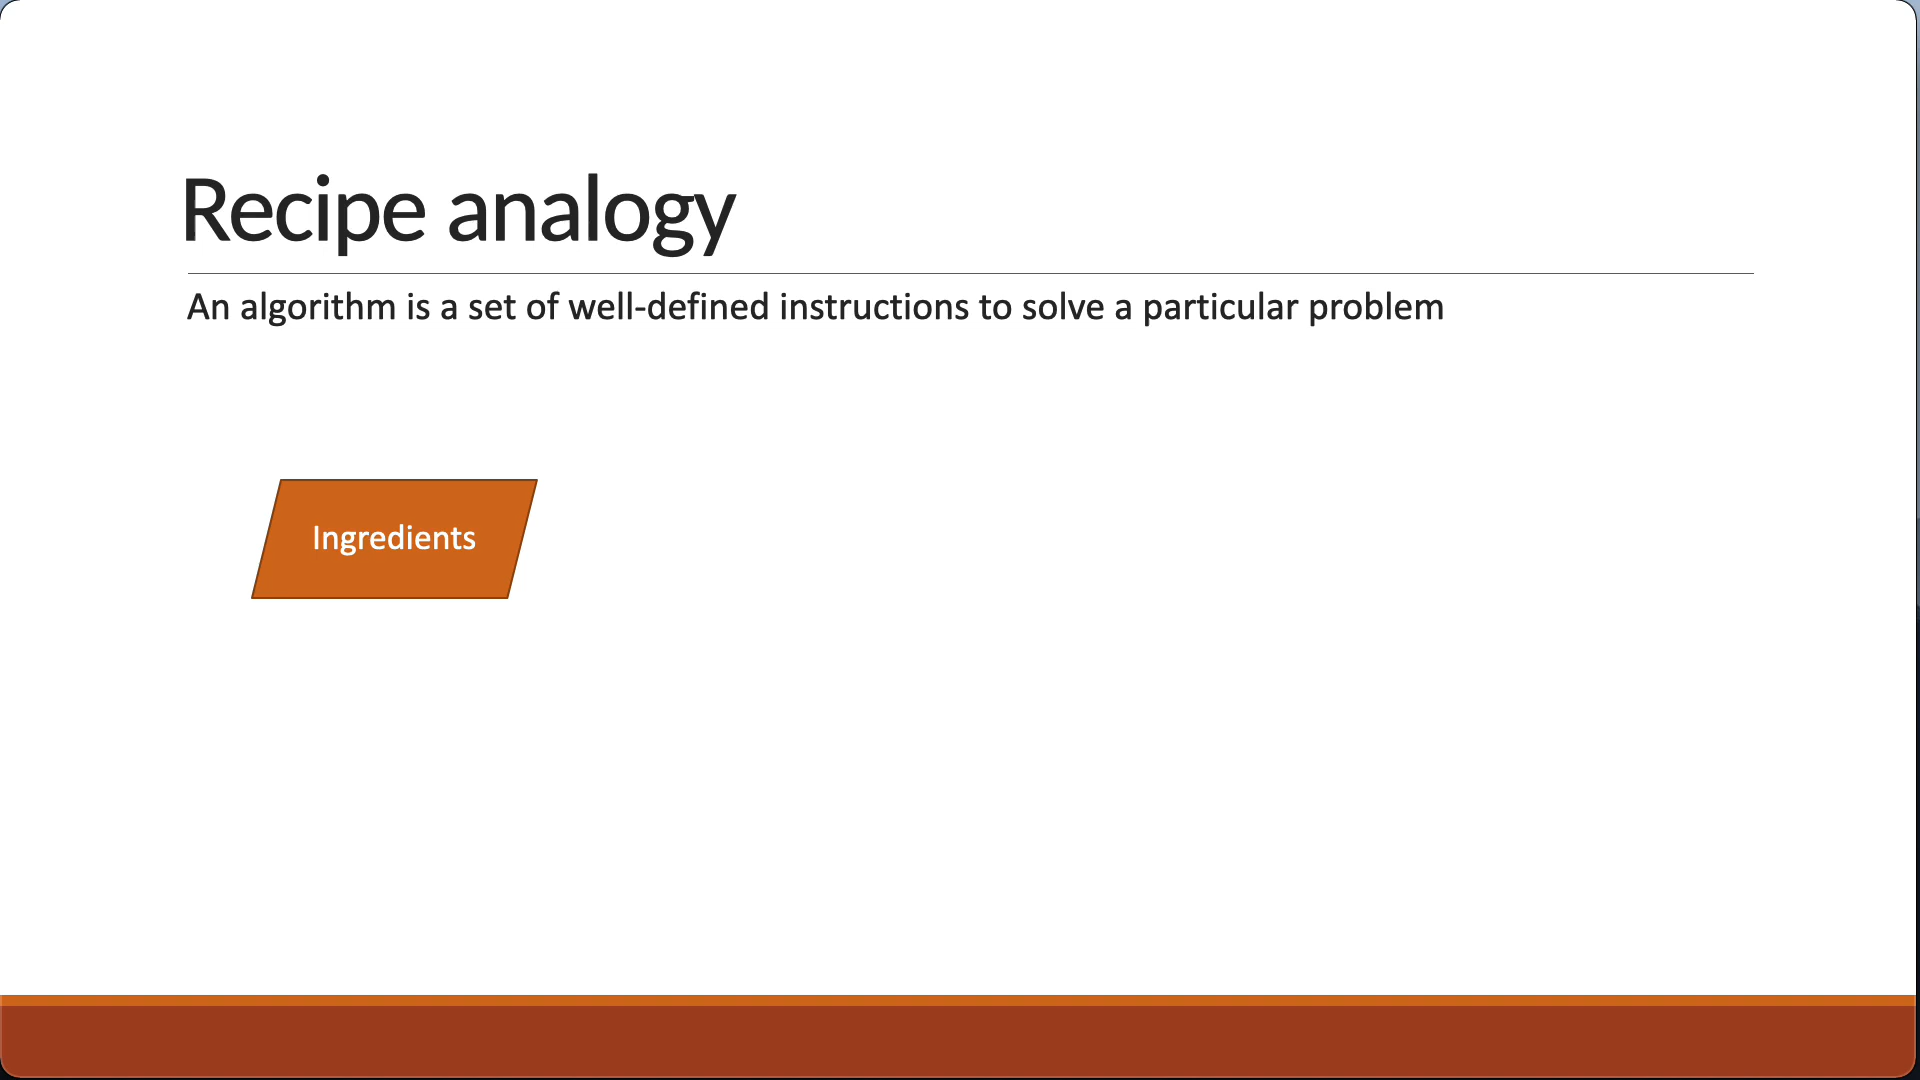 Recipe analogy
An algorithm is a set of well-defined instructions to solve a particular problem
Ingredients